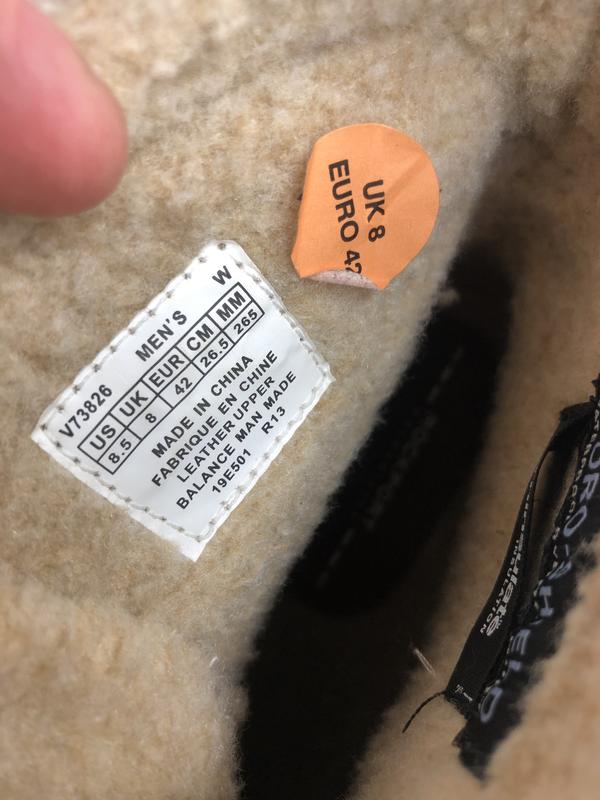 UK 8
EURO 42
V73826 MEN'S W
US UK EUR CM MM
8.5 8 42 26.5 265
MADE IN CHINA
FABRIQUE EN CHINE
LEATHER UPPER
BALANCE MAN MADE
19E501 R13
INSULATION